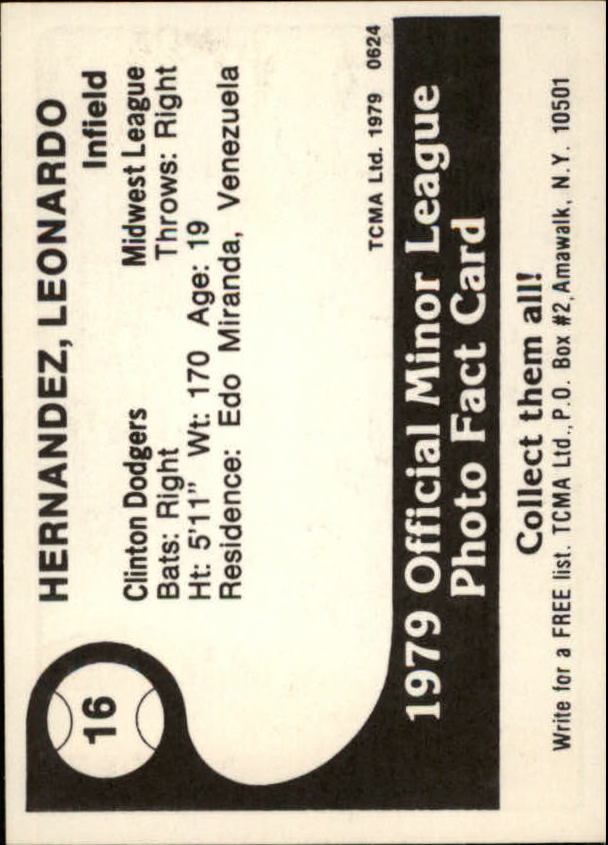 16
HERNANDEZ, LEONARDO
Infield
Clinton Dodgers Midwest League
Bats: Right Throws: Right
Ht: 5'11" Wt: 170 Age: 19
Residence: Edo Miranda, Venezuela
TCMA Ltd. 1979 0624
1979 Official Minor League
Photo Fact Card
Collect them all!
Write for a FREE list. TCMA Ltd., P.O. Box #2, Amawalk, N.Y. 10501